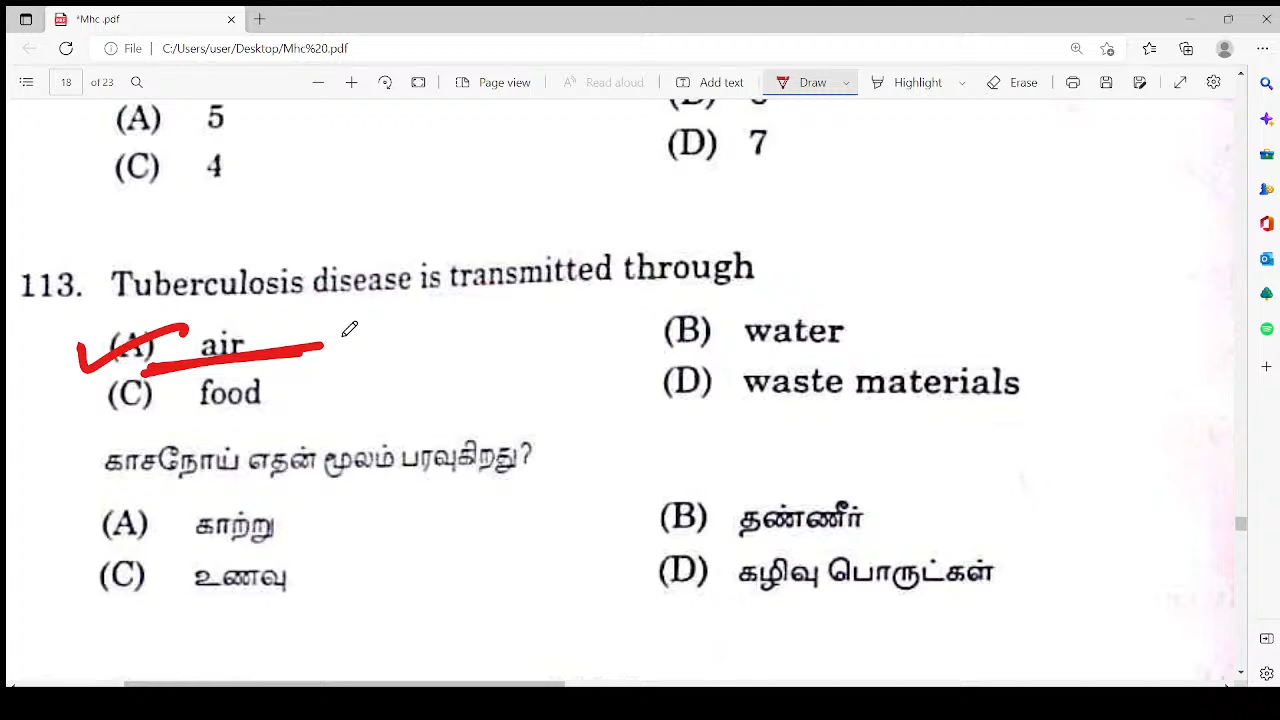 *Mhc .pdf
File | C:/Users/user/Desktop/Mhc%20.pdf
18 of 23 Page view Read aloud Add text Draw Highlight Erase
(A) 5
(C) 4
(D) 7
113. Tuberculosis disease is transmitted through
(A) air
(B) water
(C) food
(D) waste materials
காசநோய் எதன் மூலம் பரவுகிறது?
(A) காற்று
(B) தண்ணீர்
(C) உணவு
(D) கழிவு பொருட்கள்